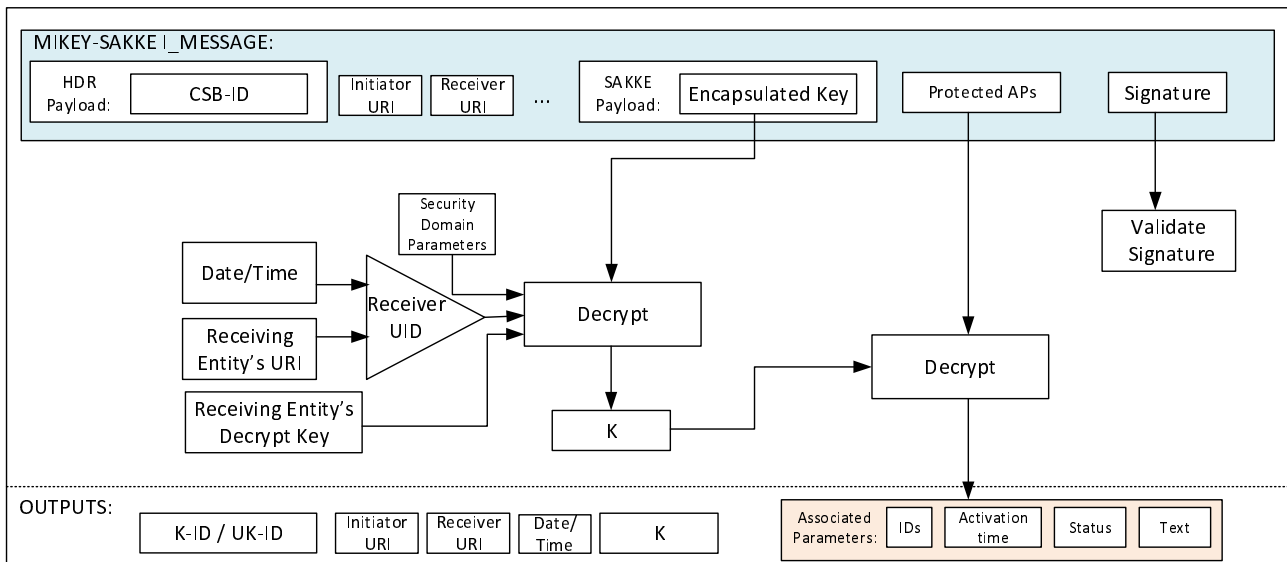 MIKEY-SAKKE I_MESSAGE:
HDR
Payload:
CSB-ID
Initiator
URI
Receiver
URI
...
SAKKE
Payload:
Encapsulated Key
Protected APs
Signature
Security
Domain
Parameters
Validate
Signature
Date/Time
Receiver
UID
Receiving
Entity's URI
Decrypt
Decrypt
Receiving Entity's
Decrypt Key
K
OUTPUTS:
K-ID / UK-ID
Initiator
URI
Receiver
URI
Date/
Time
K
Associated
Parameters:
IDs
Activation
time
Status
Text